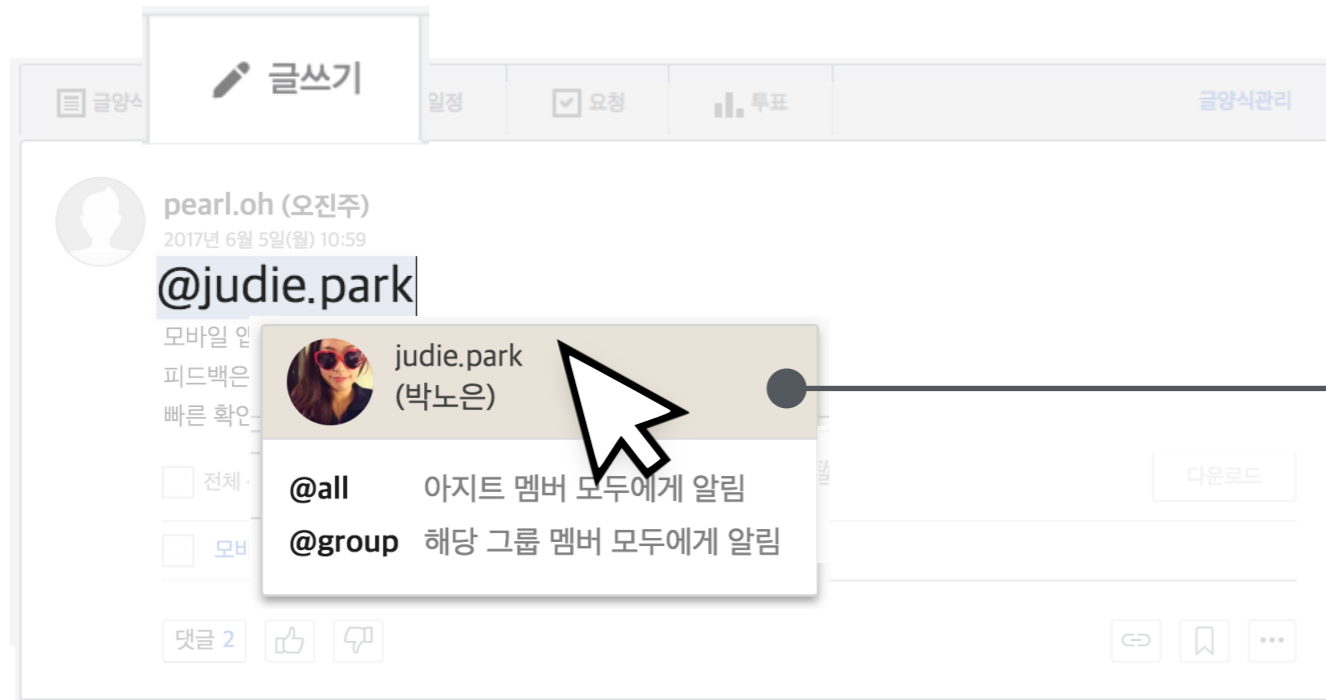 글쓰기
글양식
일정
요청
투표
글양식관리
pearl.oh (오진주)
2017년 6월 5일(월) 10:59
@judie.park
모바일
피드백은
빠른 확인
judie.park
(박노은)
전체
다운로드
@all 아지트 멤버 모두에게 알림
@group 해당 그룹 멤버 모두에게 알림
댓글 2